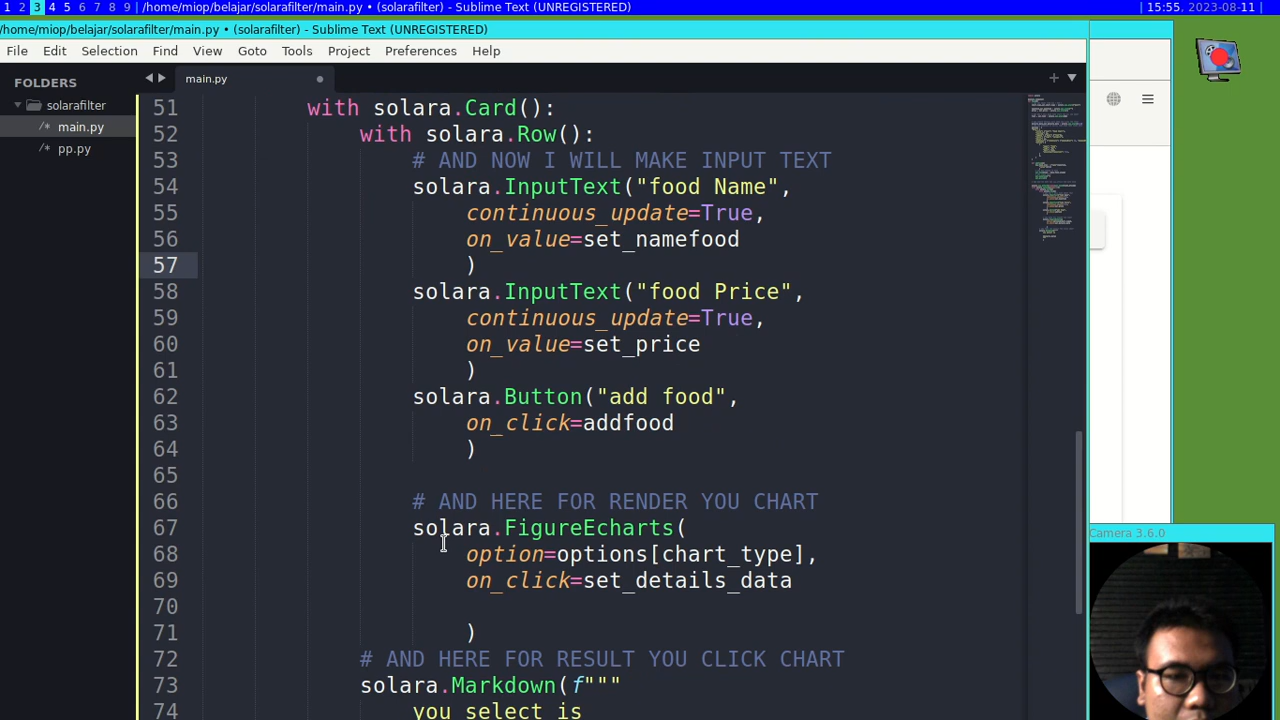 1 2 3 4 5 6 7 8 9 | /home/miop/belajar/solarafilter/main.py • (solarafilter) - Sublime Text (UNREGISTERED) | 15:55. 2023-08-11 |
/home/miop/belajar/solarafilter/main.py • (solarafilter) - Sublime Text (UNREGISTERED)
File Edit Selection Find View Goto Tools Project Preferences Help
FOLDERS
solarafilter
/* main.py
/* pp.py
main.py
51 with solara.Card():
52 with solara.Row():
53 # AND NOW I WILL MAKE INPUT TEXT
54 solara.InputText("food Name",
55 continuous_update=True,
56 on_value=set_namefood
57 )
58 solara.InputText("food Price",
59 continuous_update=True,
60 on_value=set_price
61 )
62 solara.Button("add food",
63 on_click=addfood
64 )
65
66 # AND HERE FOR RENDER YOU CHART
67 solara.FigureEcharts(
68 option=options[chart_type],
69 on_click=set_details_data
70
71 )
72 # AND HERE FOR RESULT YOU CLICK CHART
73 solara.Markdown(f"""
74 you select is
Camera 3.6.0